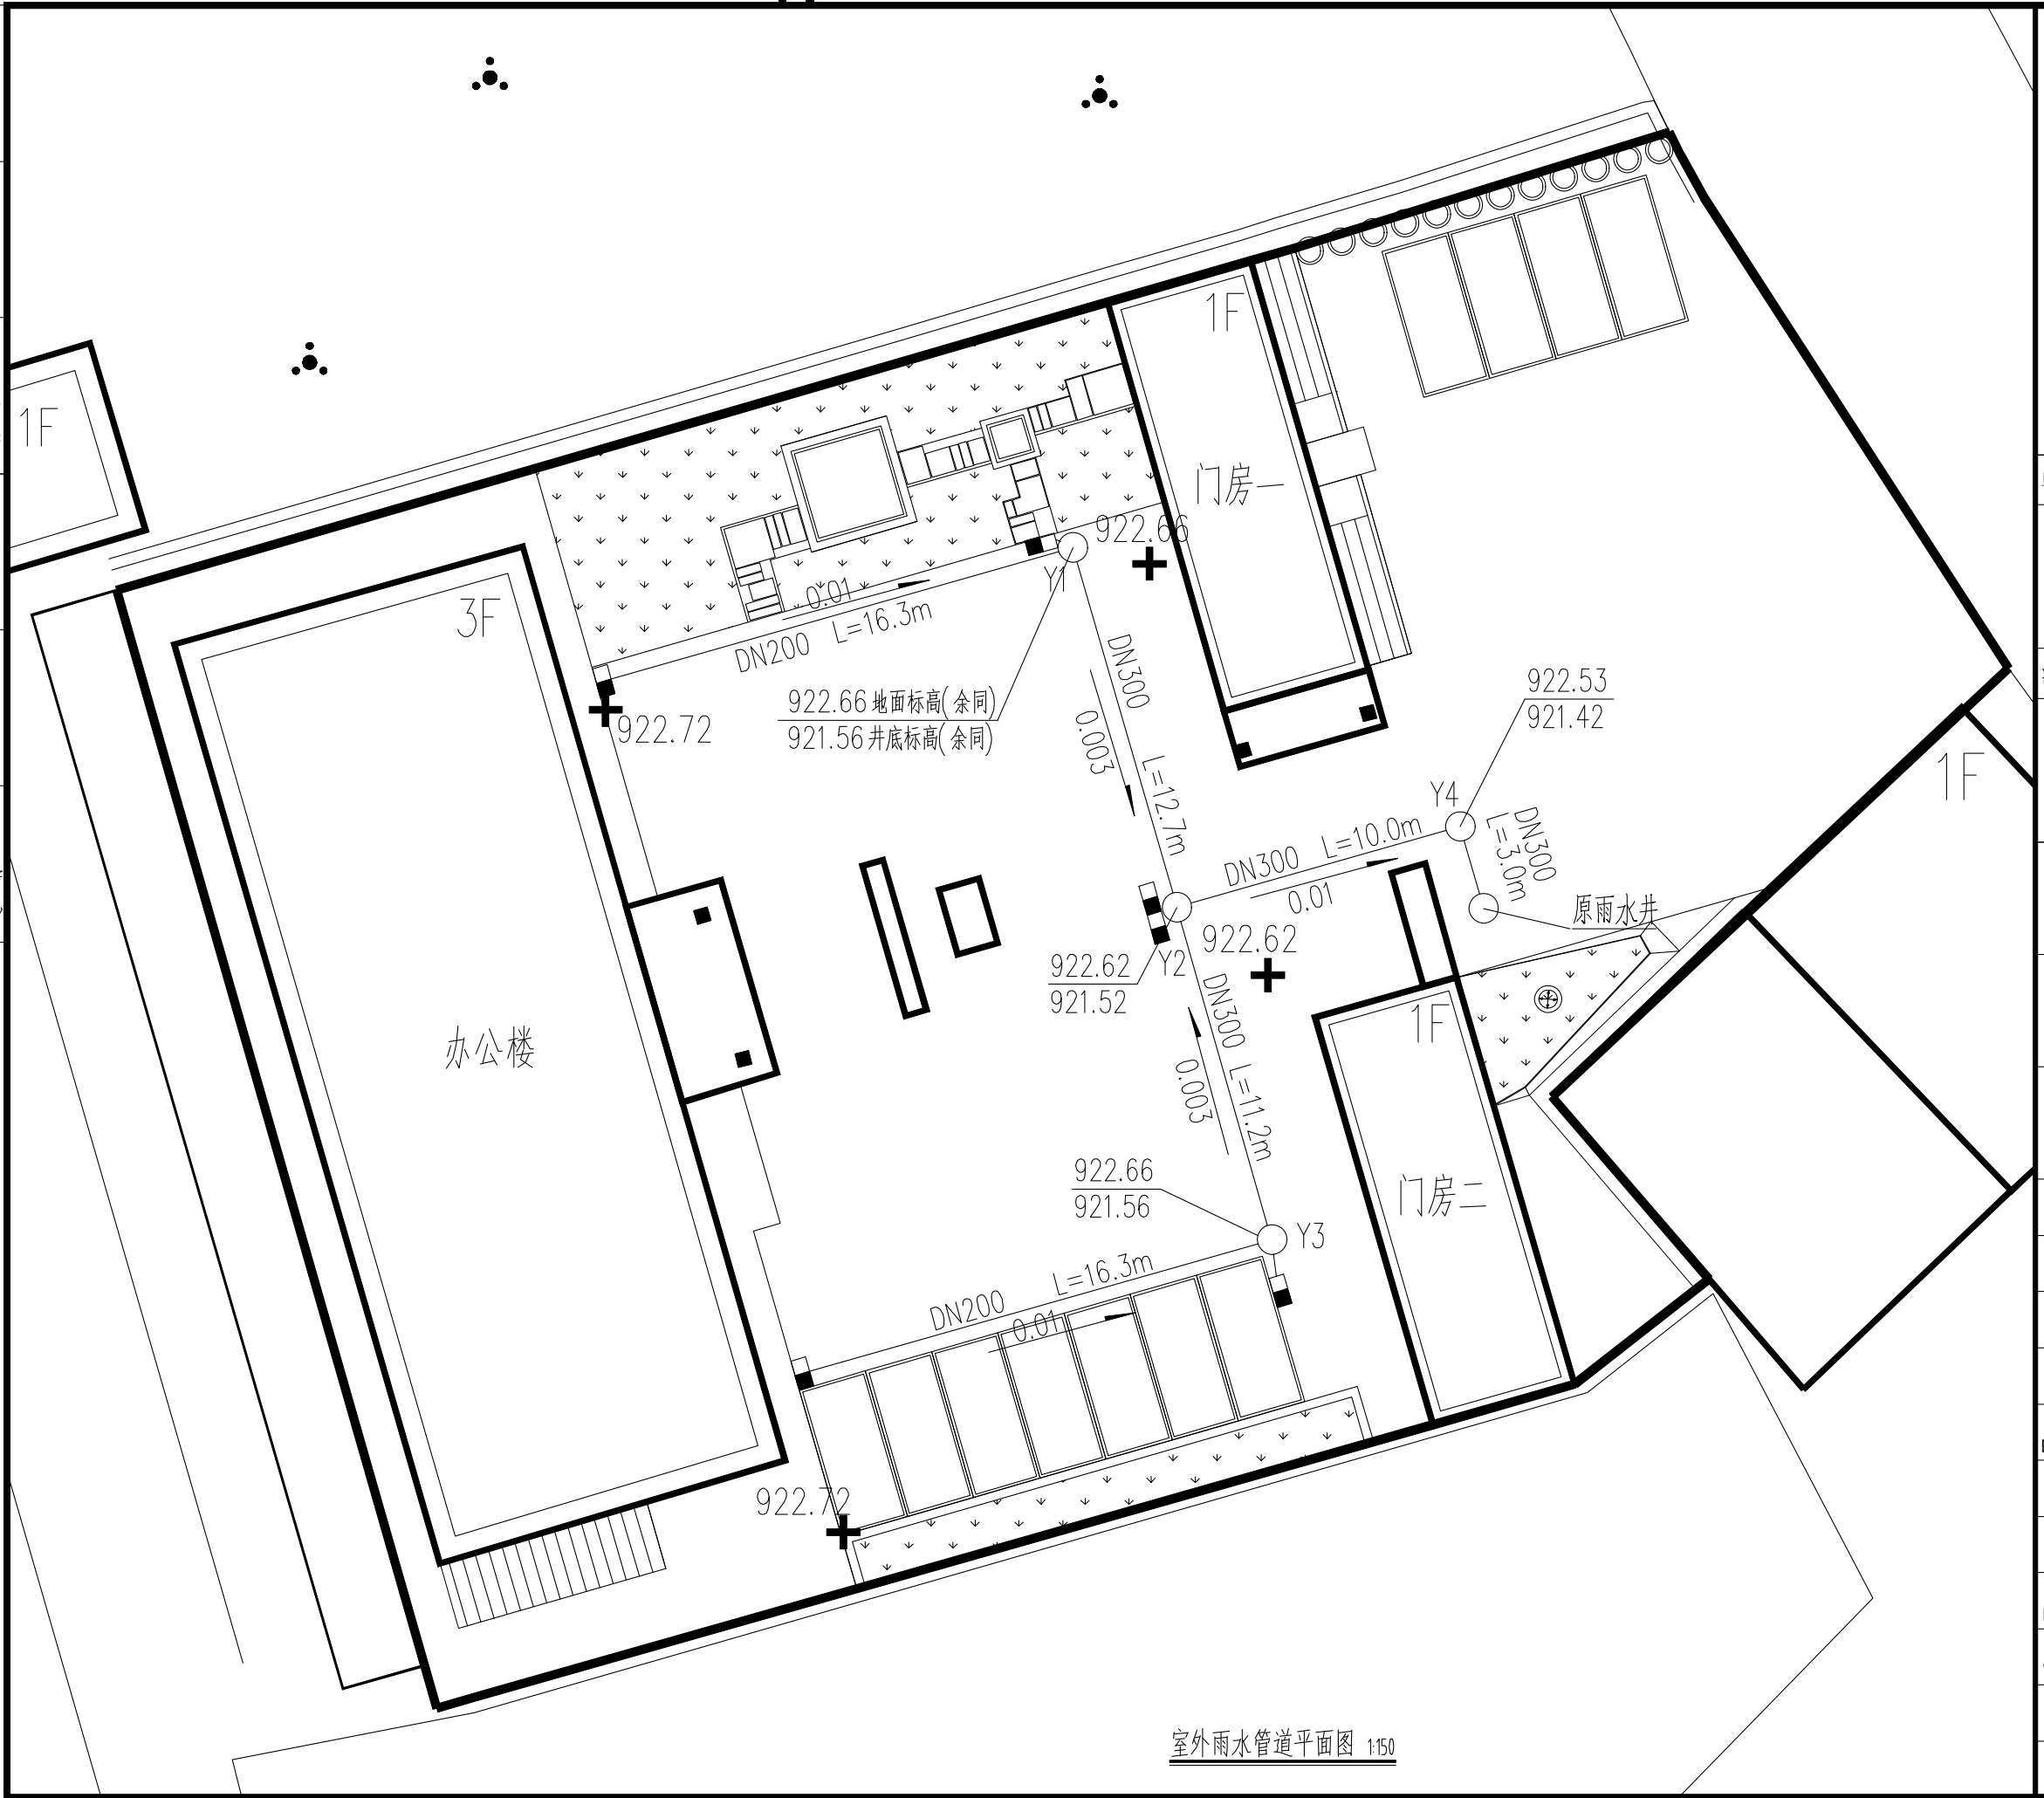 1F
1F
门房一
922.66
Y1
3F
0.01
DN200 L=16.3m
922.72
922.66 地面标高(余同)
921.56 井底标高(余同)
DN300 L=12.7m
0.003
922.53
921.42
1F
Y4
DN300 L=10.0m
0.01
DN300
L=3.0m
原雨水井
922.62
Y2
922.62
921.52
DN300 L=11.2m
0.003
1F
办公楼
922.66
921.56
Y3
门房二
DN200 L=16.3m
0.01
922.72
室外雨水管道平面图 1:150